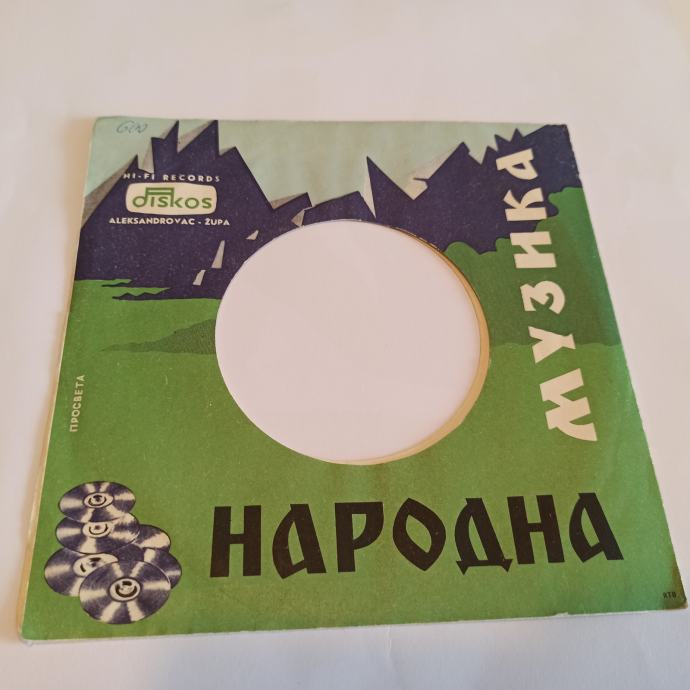 HI-FI RECORDS
Diskos
ALEKSANDROVAC - ŽUPA
МУЗИКА
ПРОСВЕТА
НАРОДНА